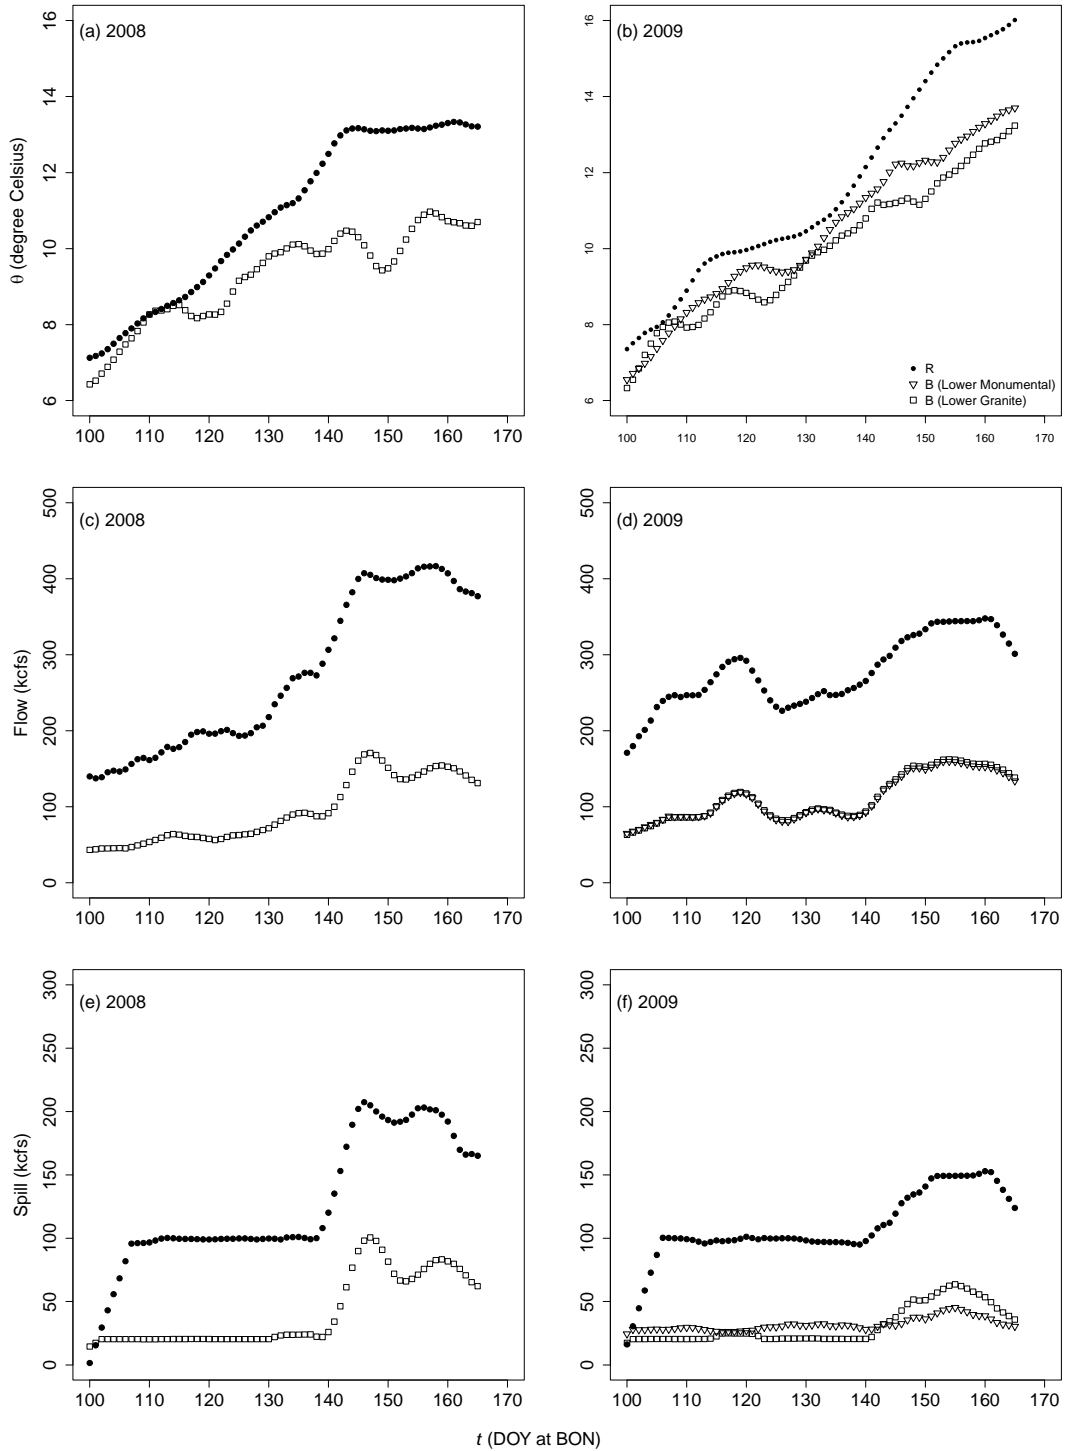 (a) 2008
θ (degree Celsius)
16
14
12
10
8
6
100 110 120 130 140 150 160 170
(b) 2009
16
14
12
10
8
6
R
B (Lower Monumental)
B (Lower Granite)
100 110 120 130 140 150 160 170
(c) 2008
Flow (kcfs)
500
400
300
200
100
0
100 110 120 130 140 150 160 170
(d) 2009
500
400
300
200
100
0
100 110 120 130 140 150 160 170
(e) 2008
Spill (kcfs)
300
250
200
150
100
50
0
100 110 120 130 140 150 160 170
(f) 2009
300
250
200
150
100
50
0
100 110 120 130 140 150 160 170
t (DOY at BON)